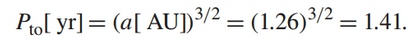 P_to[ yr] = (a[ AU])^{3/2} = (1.26)^{3/2} = 1.41.